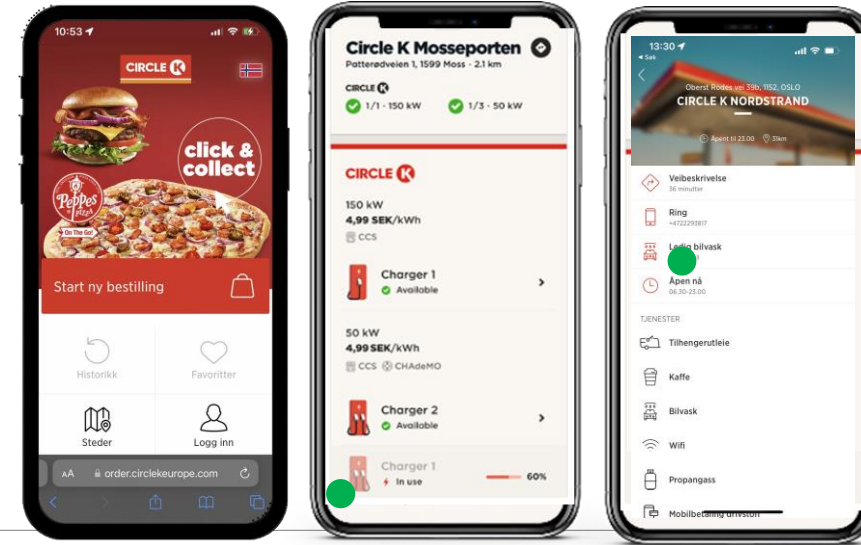 10:53
CIRCLE K
click &
collect
Peppes
PIZZA
On The Go!
Start ny bestilling
Historikk
Favoritter
Steder
Logg inn
AA
order.circlekeurope.com
Circle K Mosseporten
Patterødveien 1, 1599 Moss · 2.1 km
CIRCLE K
1/1 · 150 kW
1/3 · 50 kW
CIRCLE K
150 kW
4,99 SEK/kWh
CCS
Charger 1
Available
50 kW
4,99 SEK/kWh
CCS CHAdeMO
Charger 2
Available
Charger 1
In use
60%
13:30
Søk
Oberst Rodes vei 39b, 1152, OSLO
CIRCLE K NORDSTRAND
Åpent til 23.00
31km
Veibeskrivelse
36 minutter
Ring
+4722293817
Ledig bilvask
Åpen nå
06.30-23.00
TJENESTER
Tilhengerutleie
Kaffe
Bilvask
Wifi
Propangass
Mobilbetaling drivstoff